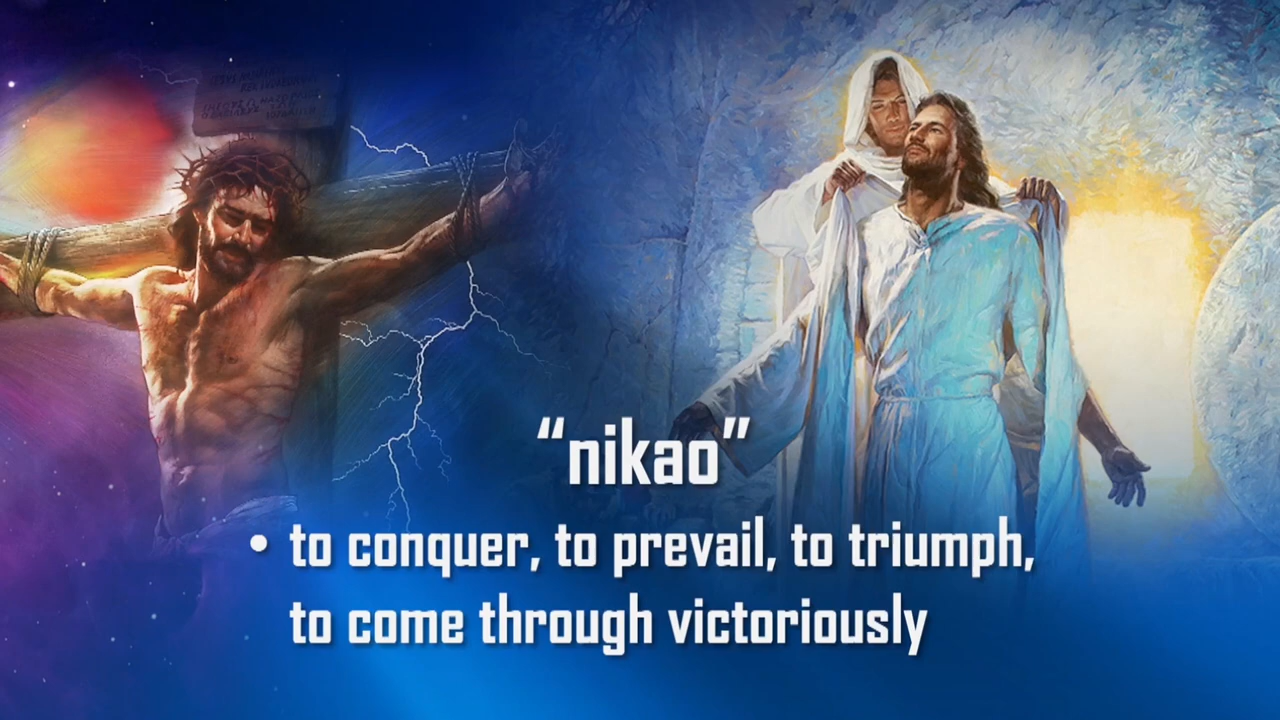 “nikao”
• to conquer, to prevail, to triumph,
to come through victoriously